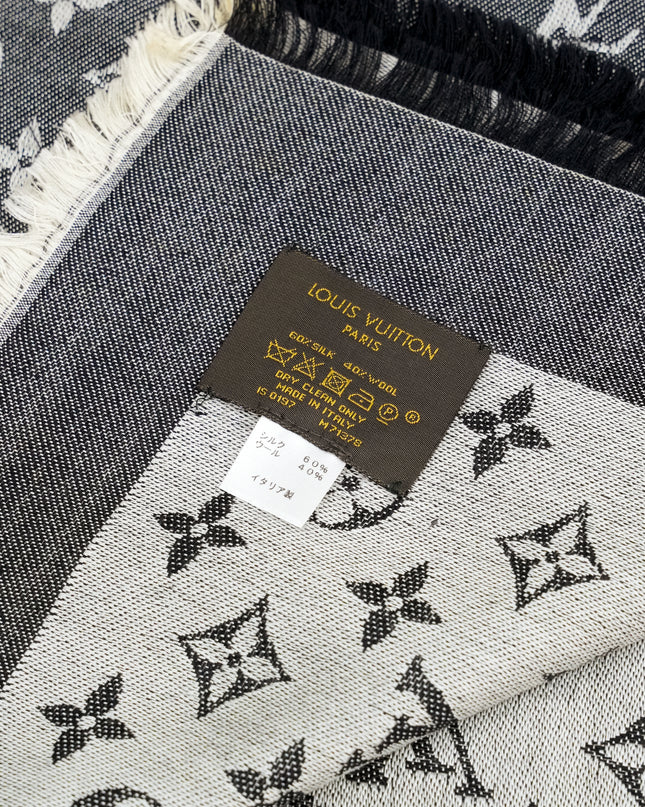 LOUIS VUITTON
PARIS
60% SILK 40% WOOL
DRY CLEAN ONLY
MADE IN ITALY
IS 0197 M71378
シルク 60%
ウール 40%
イタリア製